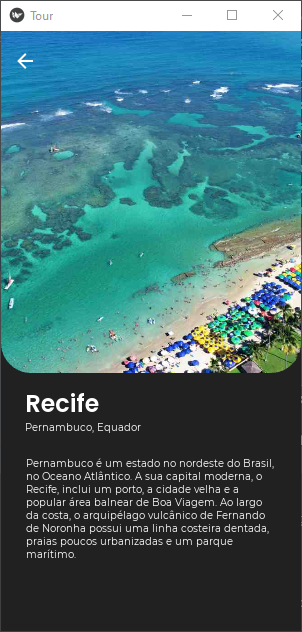 Tour
Recife
Pernambuco, Equador
Pernambuco é um estado no nordeste do Brasil,
no Oceano Atlântico. A sua capital moderna, o
Recife, inclui um porto, a cidade velha e a
popular área balnear de Boa Viagem. Ao largo
da costa, o arquipélago vulcânico de Fernando
de Noronha possui uma linha costeira dentada,
praias poucos urbanizadas e um parque
marítimo.